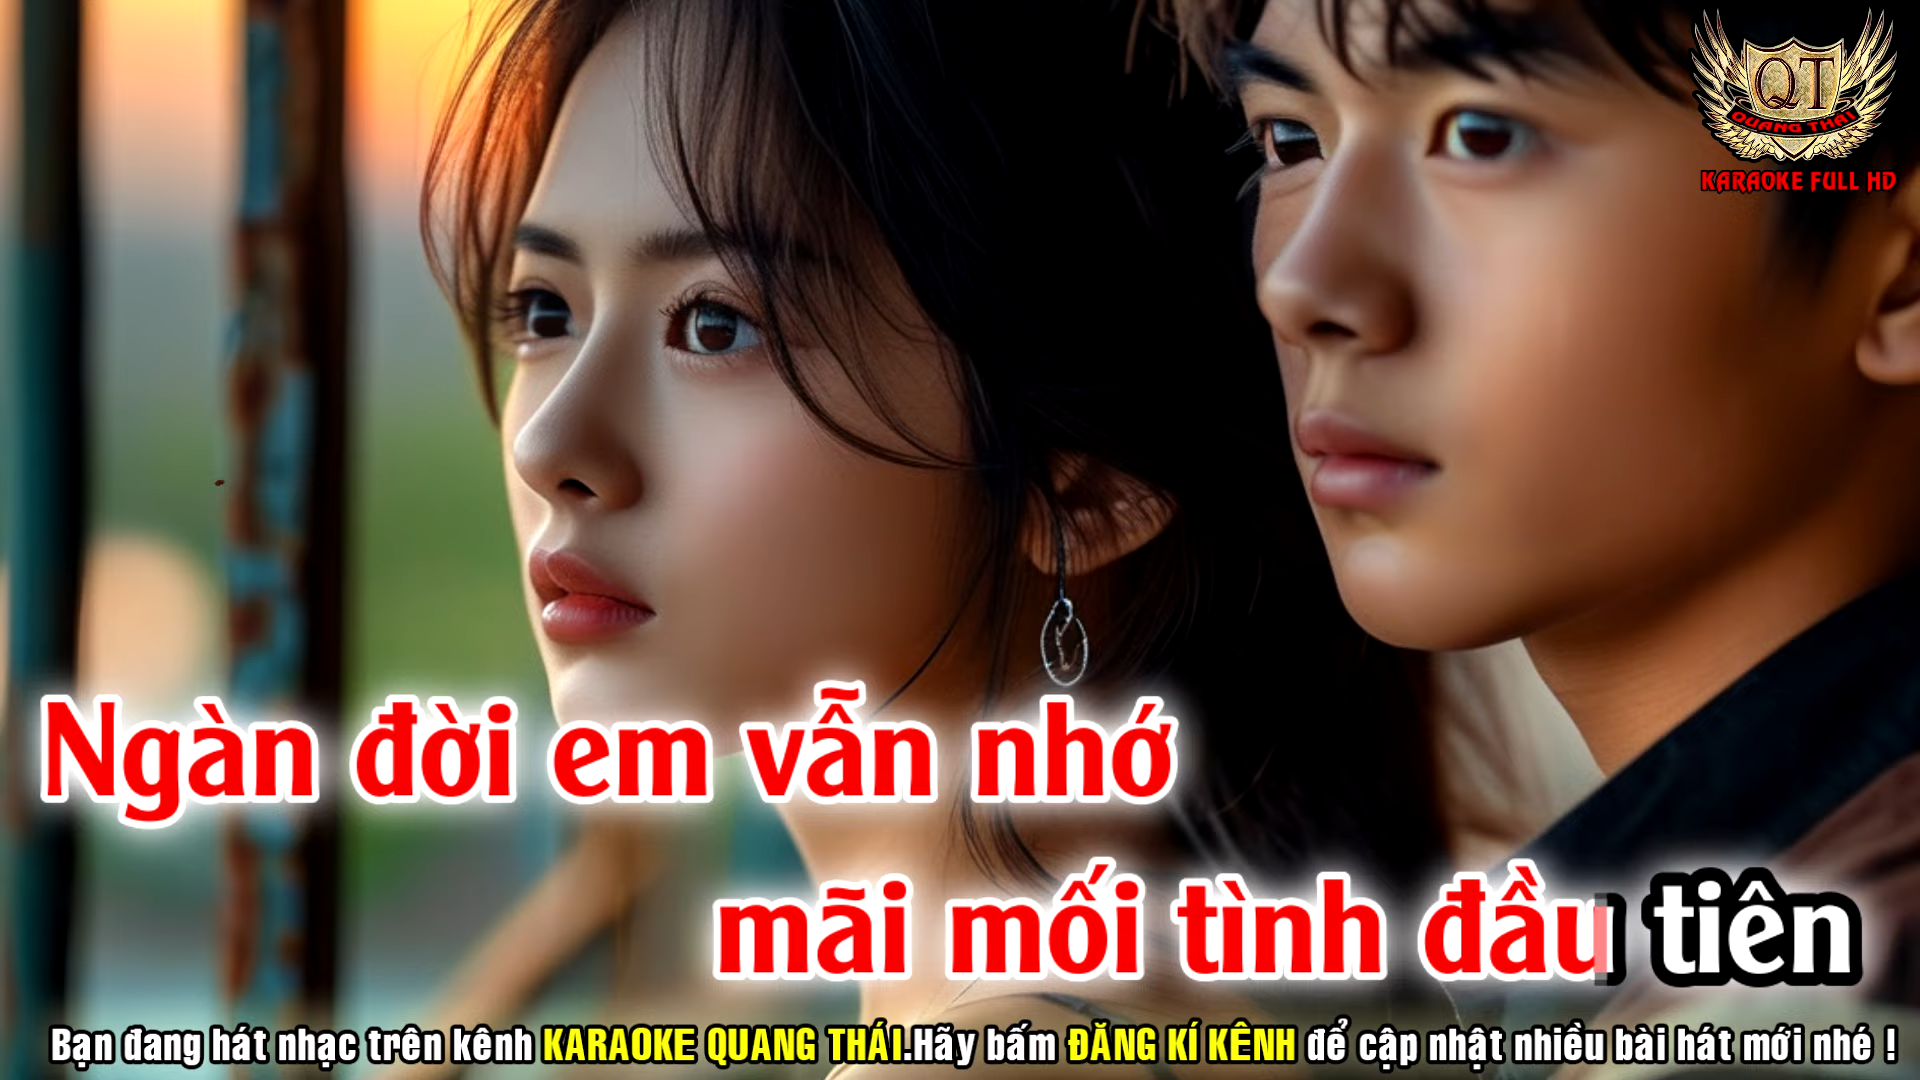 QT
QUANG THÁI
KARAOKE FULL HD
Ngàn đời em vẫn nhớ
mãi mối tình đầu tiên
Bạn đang hát nhạc trên kênh KARAOKE QUANG THÁI.Hãy bấm ĐĂNG KÍ KÊNH để cập nhật nhiều bài hát mới nhé !